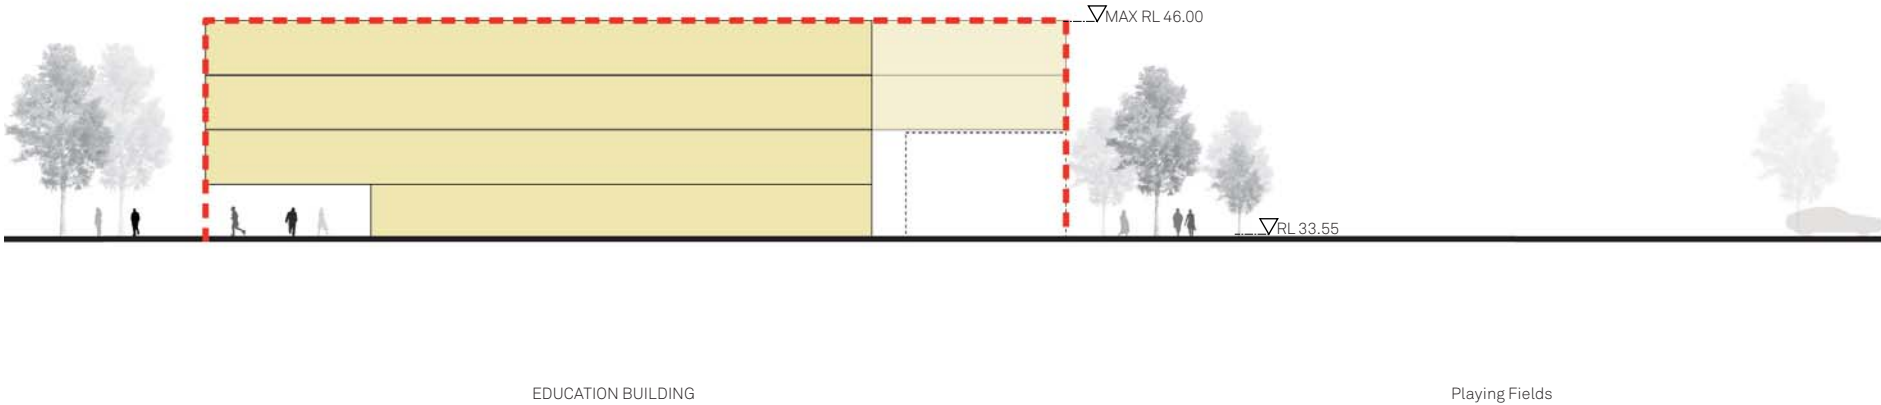 MAX RL 46.00
RL 33.55
EDUCATION BUILDING
Playing Fields